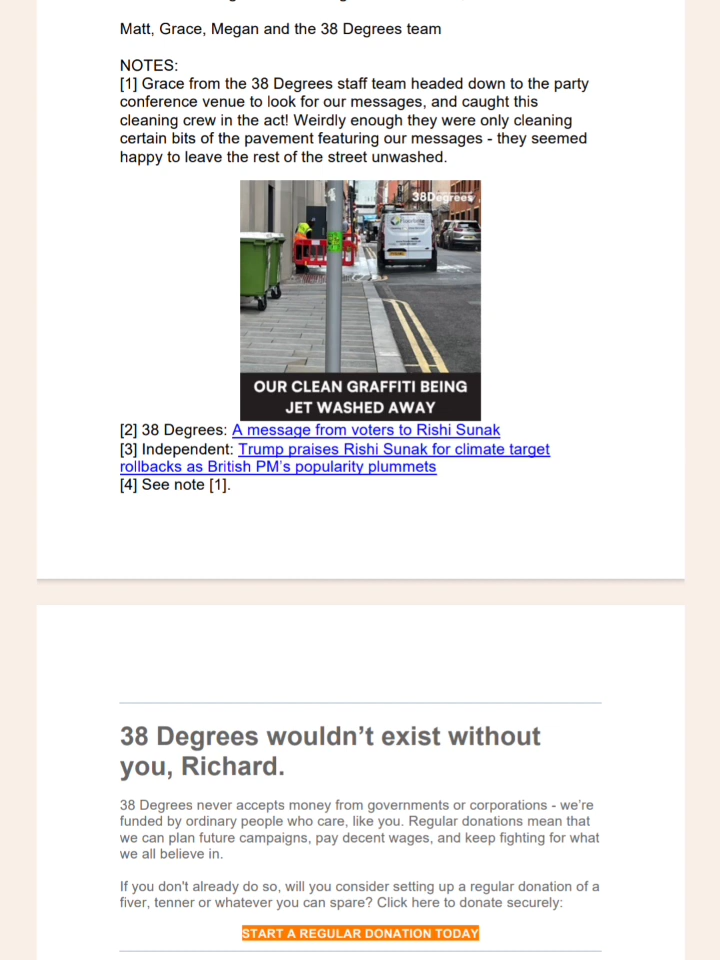 Matt, Grace, Megan and the 38 Degrees team
NOTES:
[1] Grace from the 38 Degrees staff team headed down to the party
conference venue to look for our messages, and caught this
cleaning crew in the act! Weirdly enough they were only cleaning
certain bits of the pavement featuring our messages - they seemed
happy to leave the rest of the street unwashed.
38Degrees
OUR CLEAN GRAFFITI BEING
JET WASHED AWAY
[2] 38 Degrees: A message from voters to Rishi Sunak
[3] Independent: Trump praises Rishi Sunak for climate target
rollbacks as British PM's popularity plummets
[4] See note [1].
38 Degrees wouldn’t exist without
you, Richard.
38 Degrees never accepts money from governments or corporations - we’re
funded by ordinary people who care, like you. Regular donations mean that
we can plan future campaigns, pay decent wages, and keep fighting for what
we all believe in.
If you don't already do so, will you consider setting up a regular donation of a
fiver, tenner or whatever you can spare? Click here to donate securely:
START A REGULAR DONATION TODAY